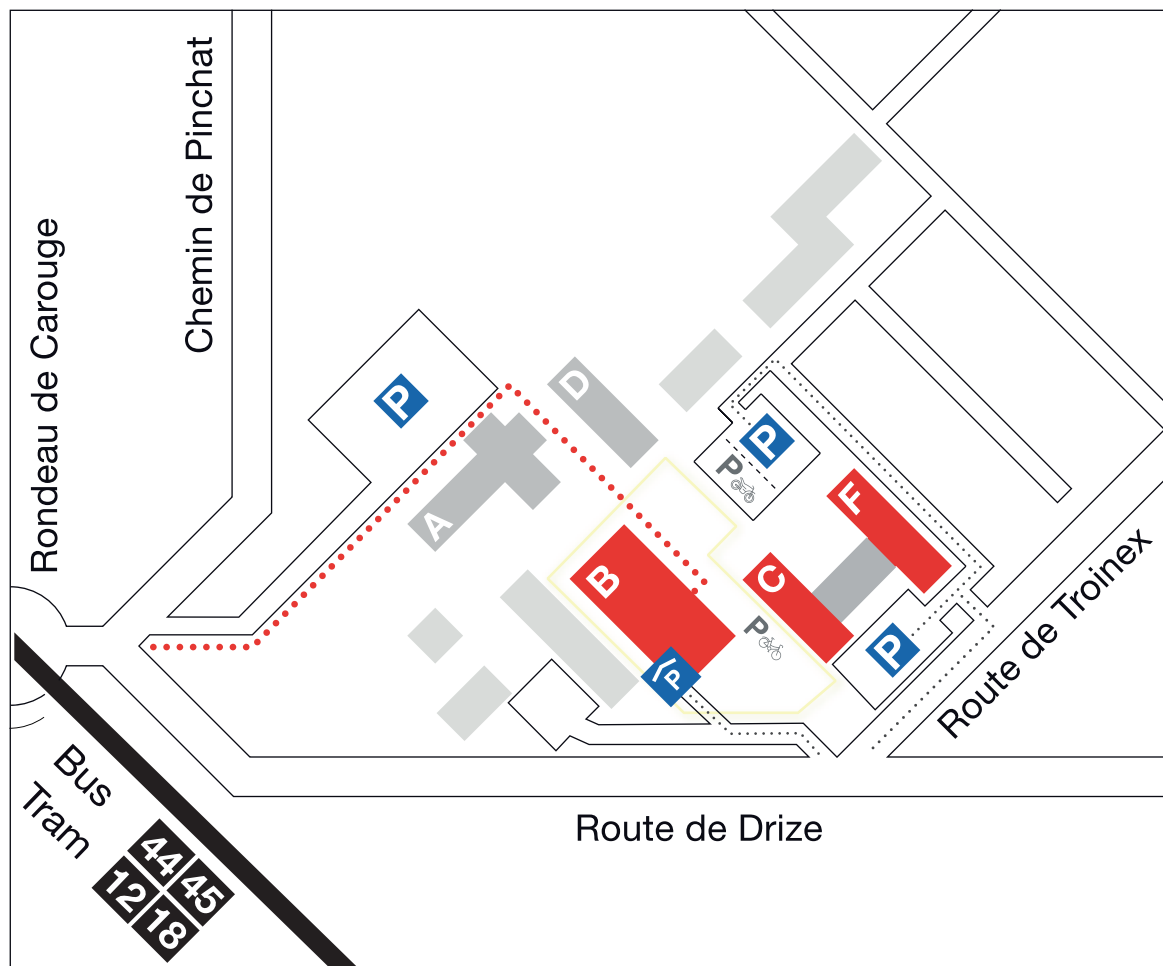 Chemin de Pinchat
Rondeau de Carouge
P
D
A
P
P
F
B
C
P
P
P
Route de Troinex
Route de Drize
Bus
Tram
44
45
12
18